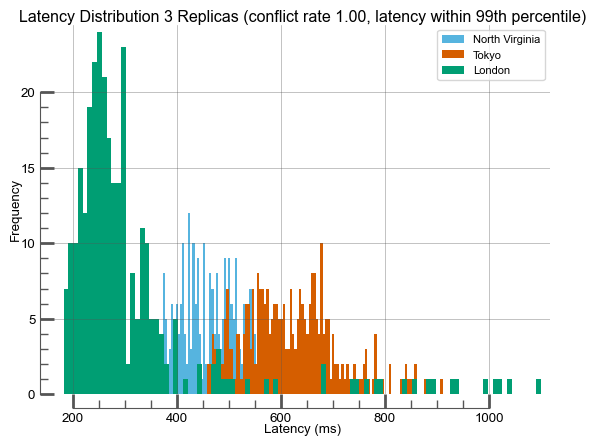 Latency Distribution 3 Replicas (conflict rate 1.00, latency within 99th percentile)
North Virginia
Tokyo
London
20
15
10
5
0
Frequency
200
400
600
800
1000
Latency (ms)